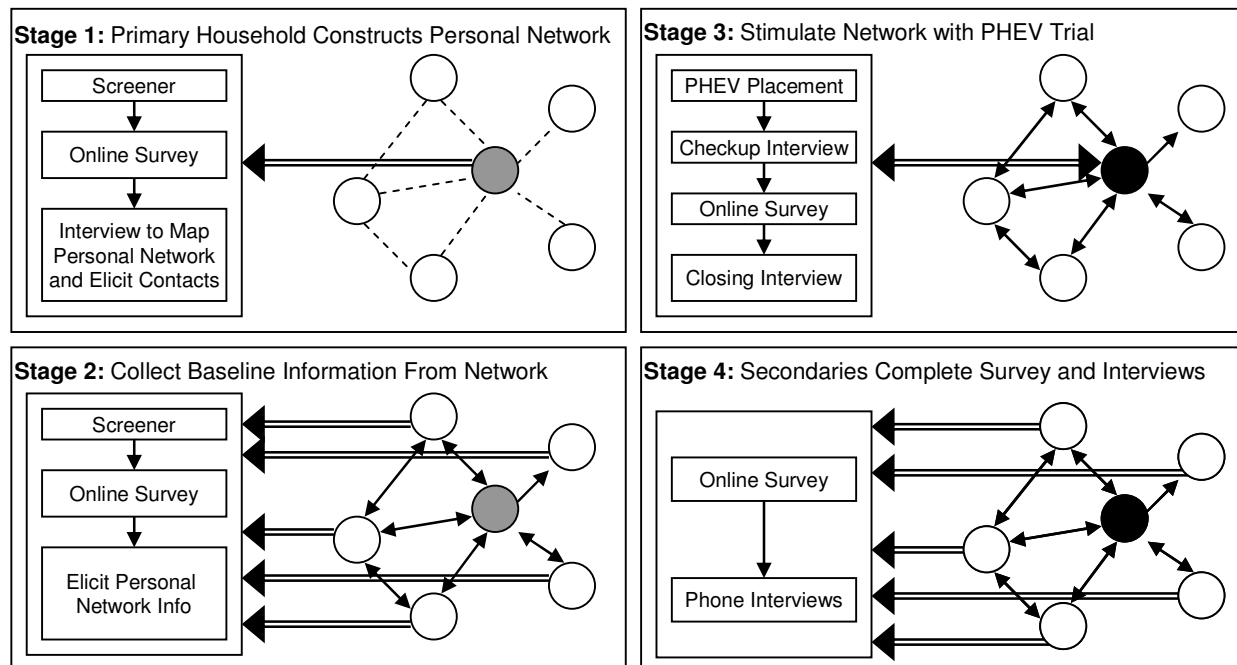 Stage 1: Primary Household Constructs Personal Network
Screener
Online Survey
Interview to Map
Personal Network
and Elicit Contacts
Stage 3: Stimulate Network with PHEV Trial
PHEV Placement
Checkup Interview
Online Survey
Closing Interview
Stage 2: Collect Baseline Information From Network
Screener
Online Survey
Elicit Personal
Network Info
Stage 4: Secondaries Complete Survey and Interviews
Online Survey
Phone Interviews